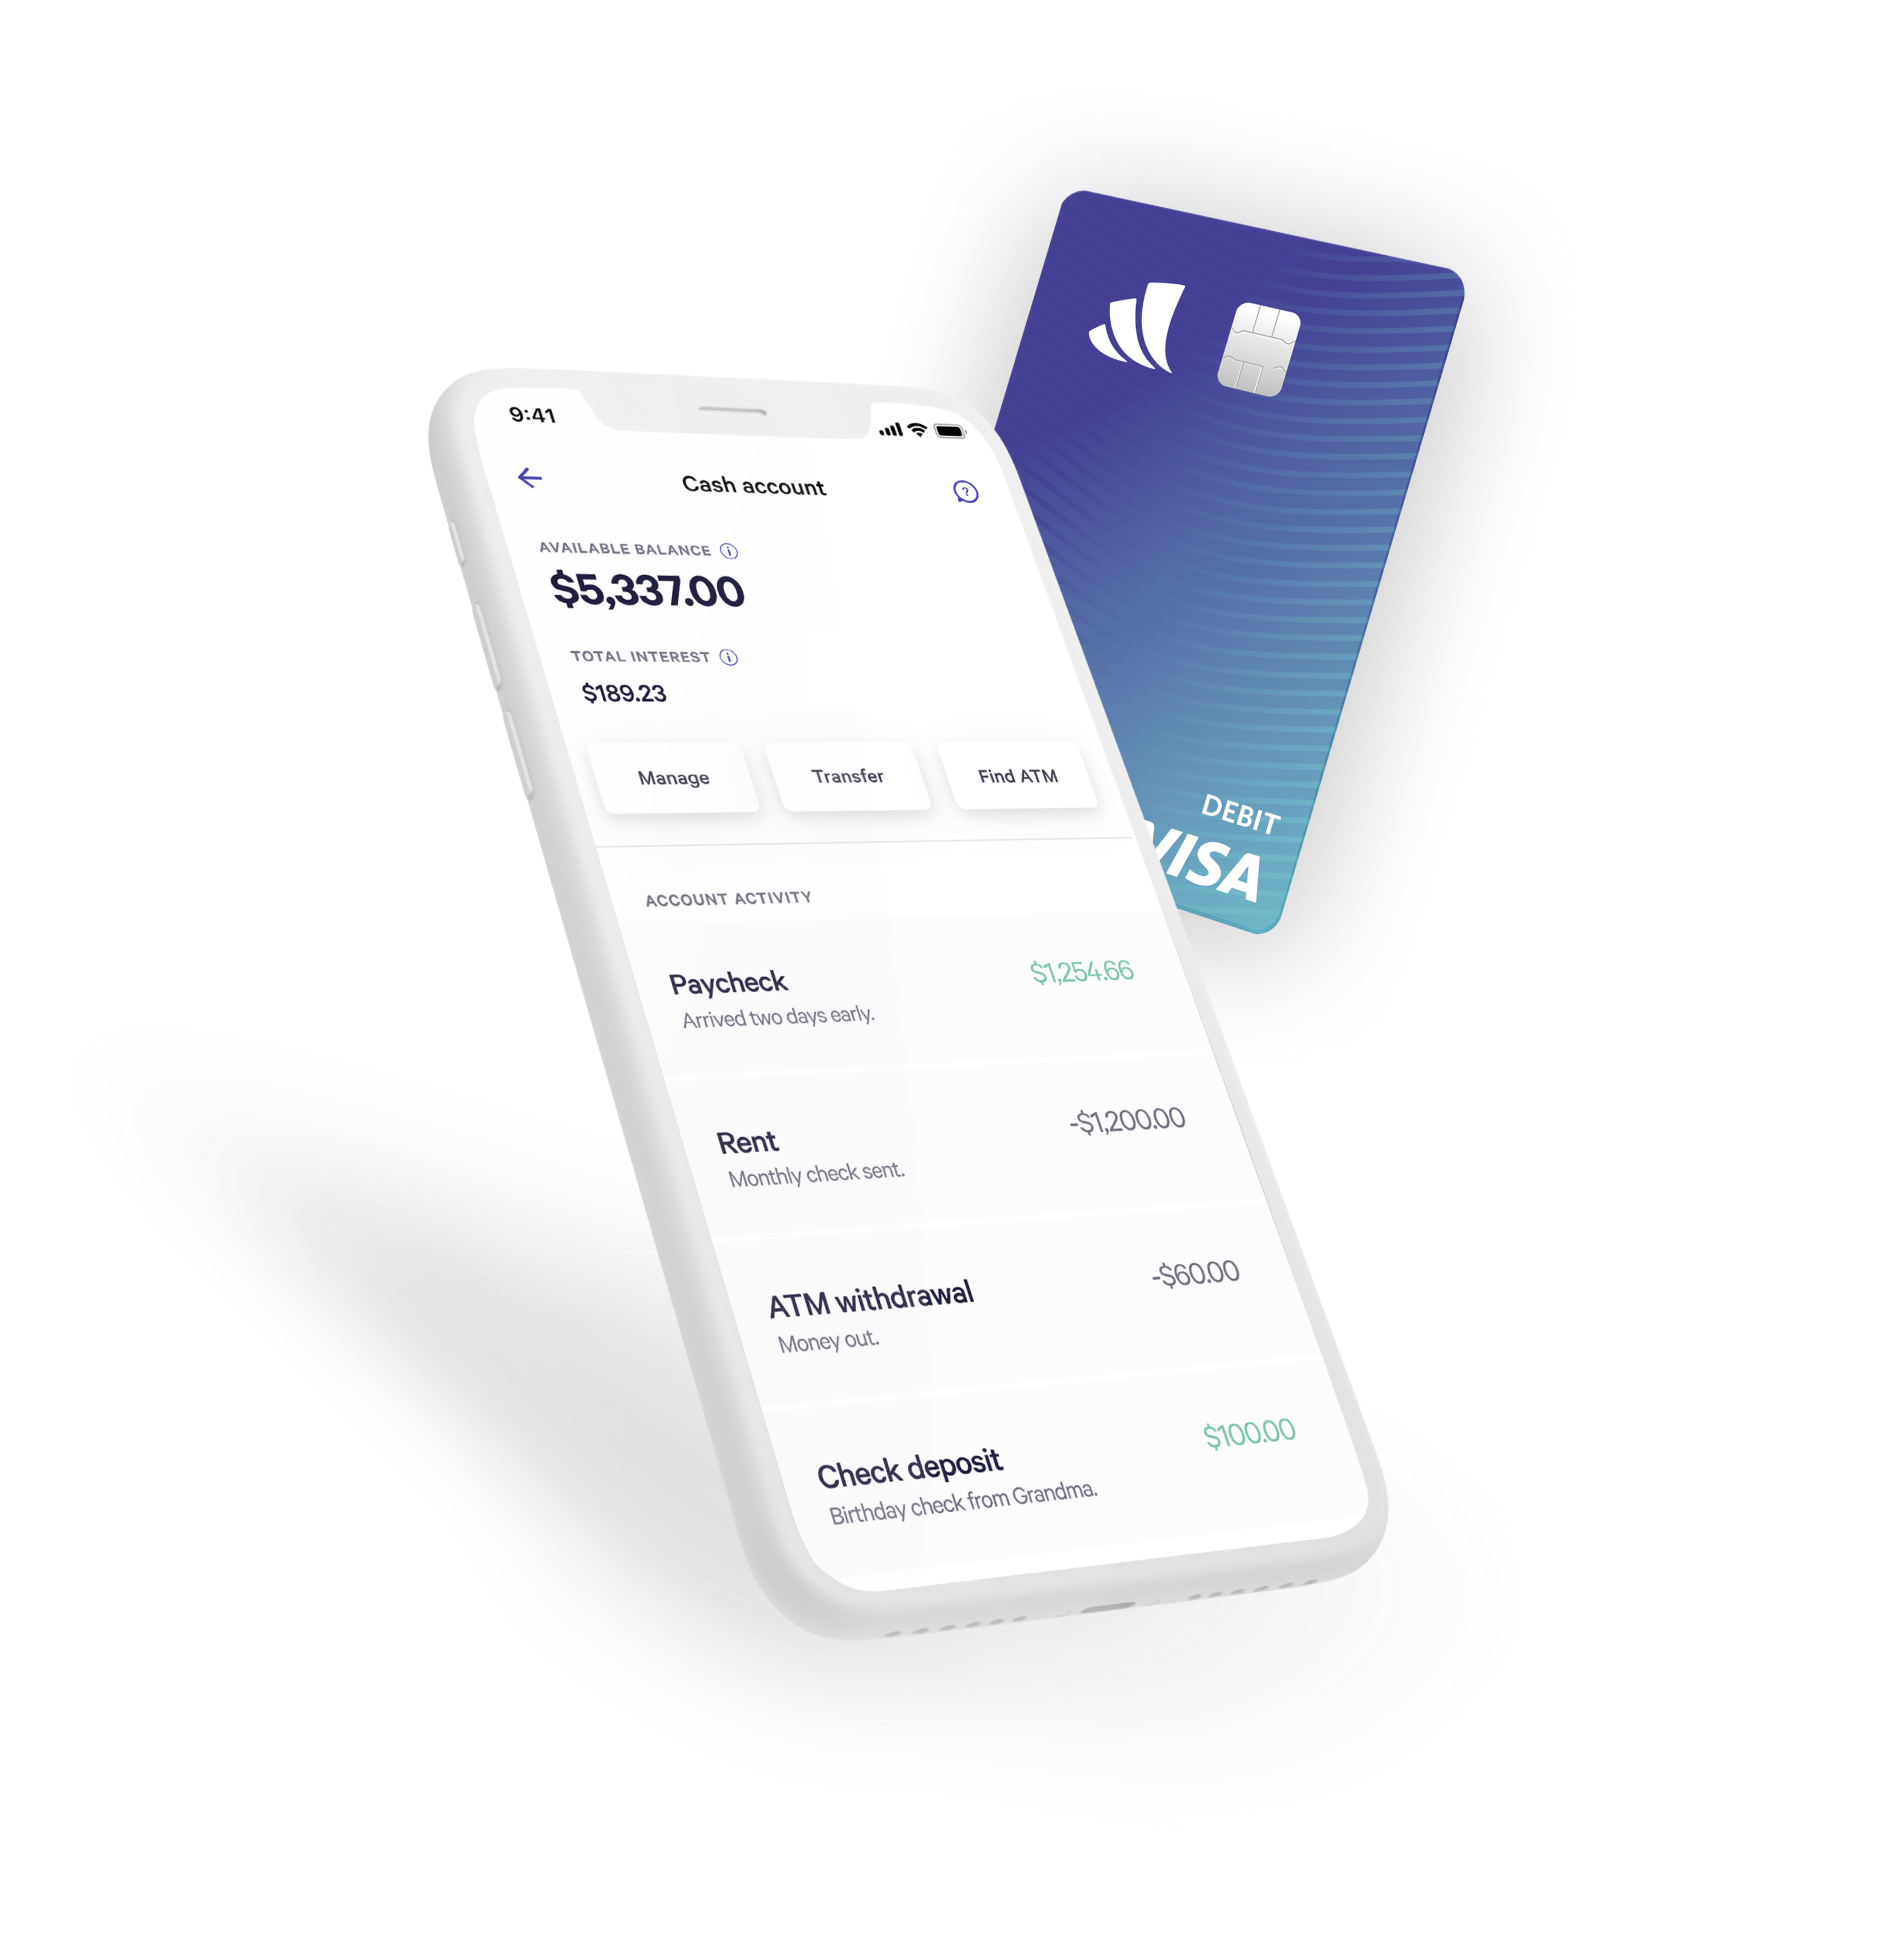 9:41
Cash account
AVAILABLE BALANCE
$5,337.00
TOTAL INTEREST
$189.23
Manage
Transfer
Find ATM
ACCOUNT ACTIVITY
Paycheck
$1,254.66
Arrived two days early.
Rent
-$1,200.00
Monthly check sent.
ATM withdrawal
-$60.00
Money out.
Check deposit
$100.00
Birthday check from Grandma.
DEBIT
VISA